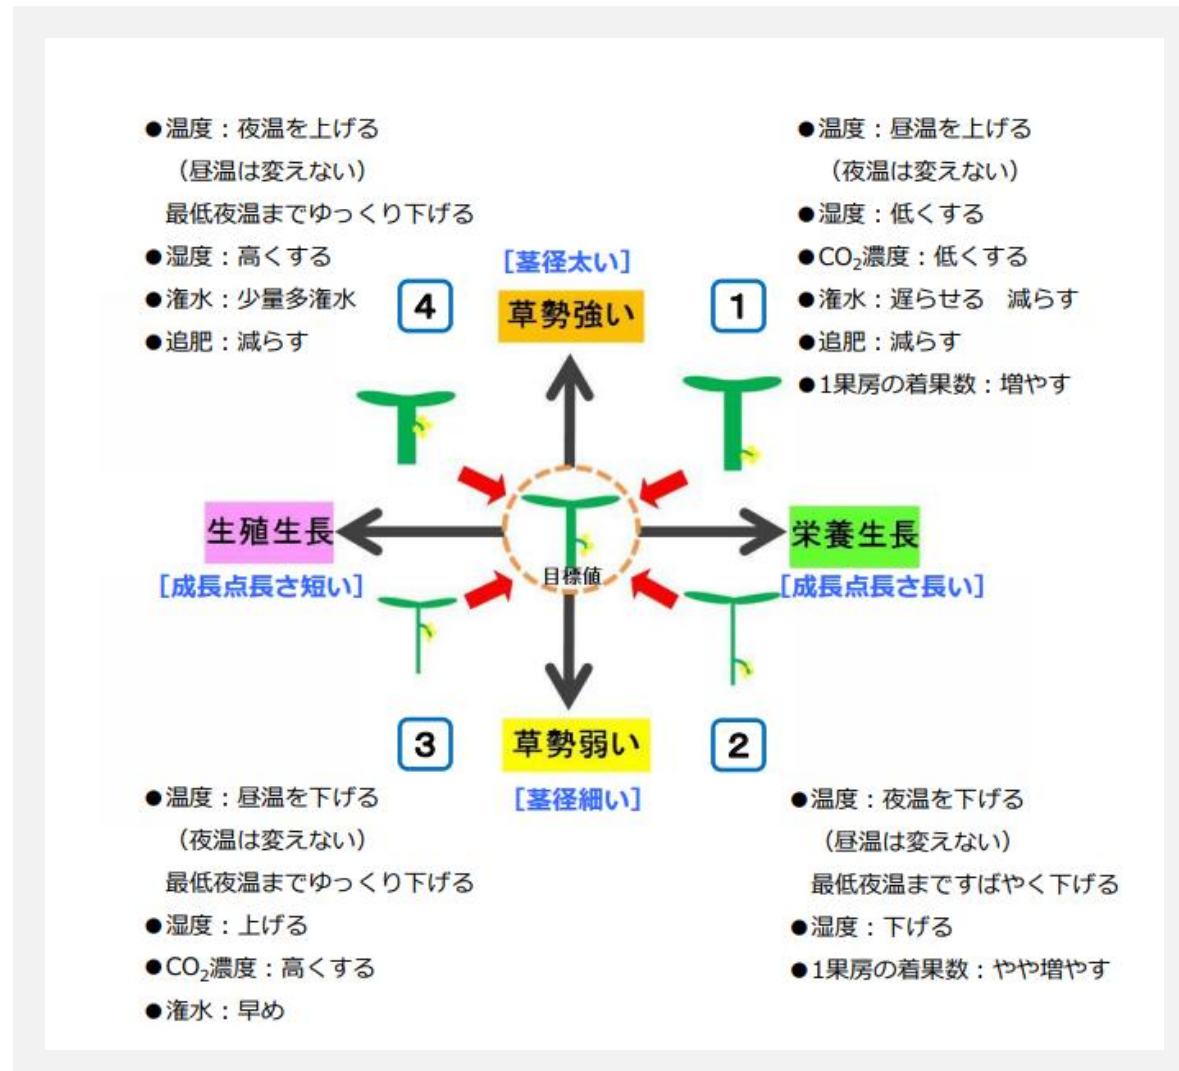 ●温度：夜温を上げる
（昼温は変えない）
最低夜温までゆっくり下げる
●湿度：高くする
●潅水：少量多潅水
●追肥：減らす
4
［茎径太い］
草勢強い
1
●温度：昼温を上げる
（夜温は変えない）
●湿度：低くする
●CO₂濃度：低くする
●潅水：遅らせる　減らす
●追肥：減らす
●1果房の着果数：増やす
生殖生長
［成長点長さ短い］
目標値
栄養生長
［成長点長さ長い］
3
草勢弱い
［茎径細い］
2
●温度：昼温を下げる
（夜温は変えない）
最低夜温までゆっくり下げる
●湿度：上げる
●CO₂濃度：高くする
●潅水：早め
●温度：夜温を下げる
（昼温は変えない）
最低夜温まですばやく下げる
●湿度：下げる
●1果房の着果数：やや増やす